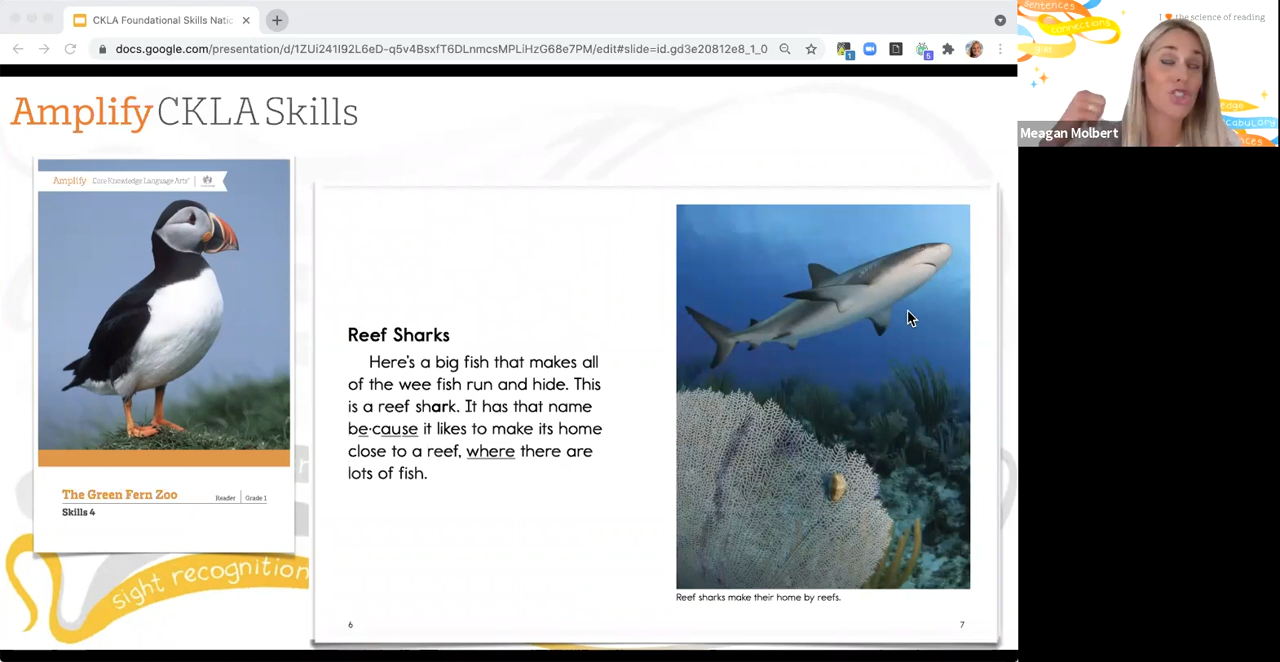 CKLA Foundational Skills Natio
docs.google.com/presentation/d/1ZUi241I92L6eD-q5v4BsxfT6DLnmcsMPLiHzG68e7PM/edit#slide=id.gd3e20812e8_1_0
1
5
sentences
connections
I the science of reading
edge
vocabulary
nces
Meagan Molbert
Amplify CKLA Skills
Amplify Core Knowledge Language Arts
The Green Fern Zoo
Reader | Grade 1
Skills 4
sight recognition
Reef Sharks
Here's a big fish that makes all
of the wee fish run and hide. This
is a reef shark. It has that name
be·cause it likes to make its home
close to a reef, where there are
lots of fish.
Reef sharks make their home by reefs.
6
7